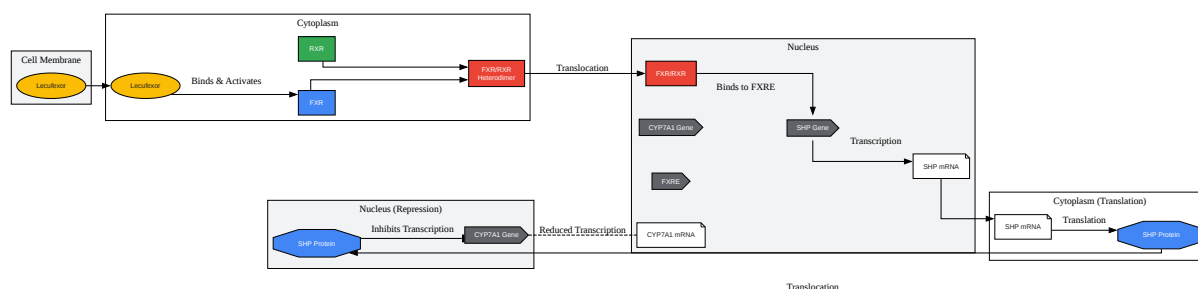 Cell Membrane
Lecufexor
Cytoplasm
Lecufexor
Binds & Activates
RXR
FXR
FXR/RXR
Heterodimer
Translocation
Nucleus
FXR/RXR
Binds to FXRE
CYP7A1 Gene
SHP Gene
Transcription
SHP mRNA
FXRE
CYP7A1 mRNA
Cytoplasm (Translation)
SHP mRNA
Translation
SHP Protein
Nucleus (Repression)
SHP Protein
Inhibits Transcription
CYP7A1 Gene
Reduced Transcription
Translocation